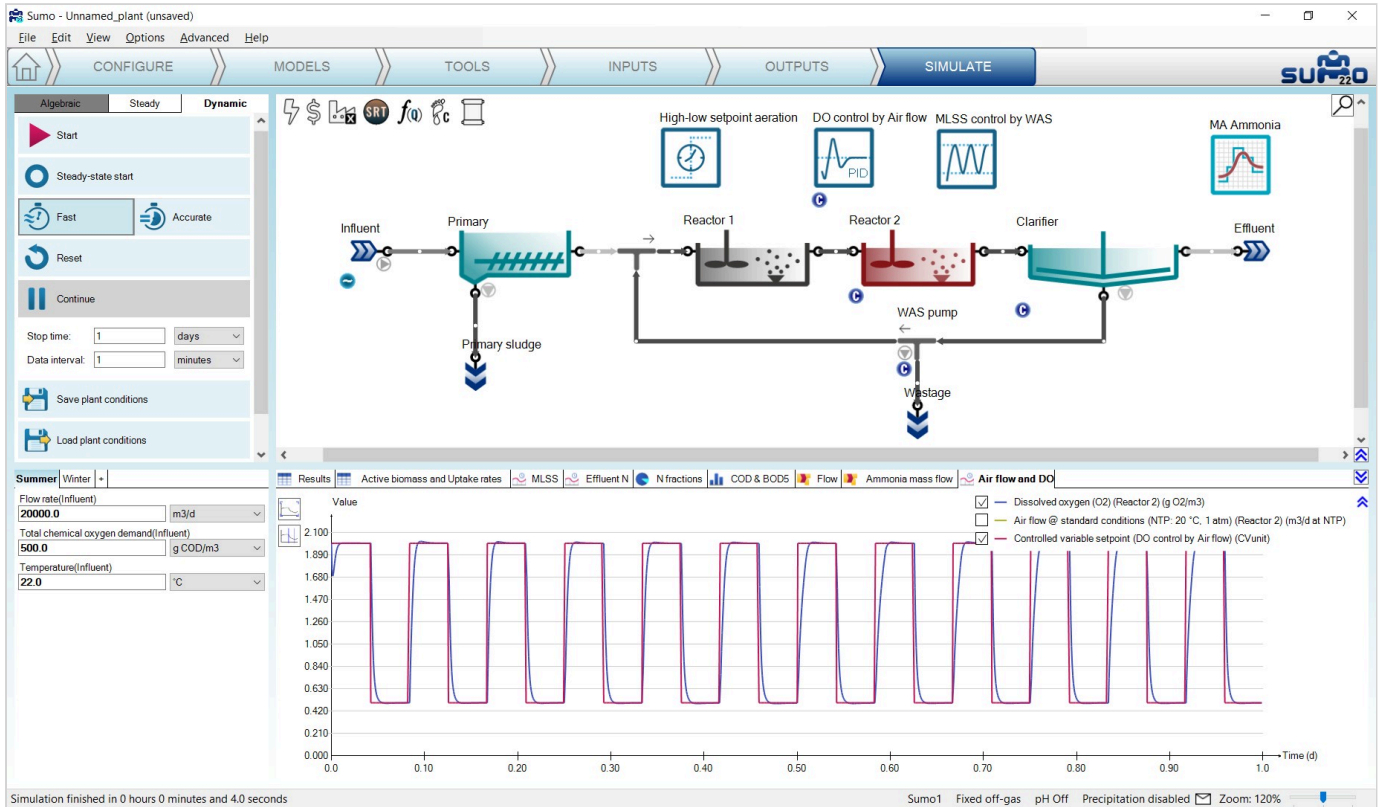 Sumo - Unnamed_plant (unsaved)
File Edit View Options Advanced Help
CONFIGURE MODELS TOOLS INPUTS OUTPUTS SIMULATE
SUMO 22
Algebraic Steady Dynamic
Start
Steady-state start
Fast Accurate
Reset
Continue
Stop time: 1 days
Data interval: 1 minutes
Save plant conditions
Load plant conditions
$ SRT f(Q) C
High-low setpoint aeration DO control by Air flow MLSS control by WAS MA Ammonia
PID
C
Influent Primary Reactor 1 Reactor 2 Clarifier Effluent
C C
WAS pump
Primary sludge
C
Wastage
Summer Winter +
Flow rate(Influent)
20000.0 m3/d
Total chemical oxygen demand(Influent)
500.0 g COD/m3
Temperature(Influent)
22.0 °C
Results Active biomass and Uptake rates MLSS Effluent N N fractions COD & BOD5 Flow Ammonia mass flow Air flow and DO
Value
Dissolved oxygen (O2) (Reactor 2) (g O2/m3)
Air flow @ standard conditions (NTP: 20 °C, 1 atm) (Reactor 2) (m3/d at NTP)
Controlled variable setpoint (DO control by Air flow) (CVunit)
2.100
1.890
1.680
1.470
1.260
1.050
0.840
0.630
0.420
0.210
0.000
0.0 0.10 0.20 0.30 0.40 0.50 0.60 0.70 0.80 0.90 1.0
Time (d)
Simulation finished in 0 hours 0 minutes and 4.0 seconds
Sumo1 Fixed off-gas pH Off Precipitation disabled Zoom: 120%